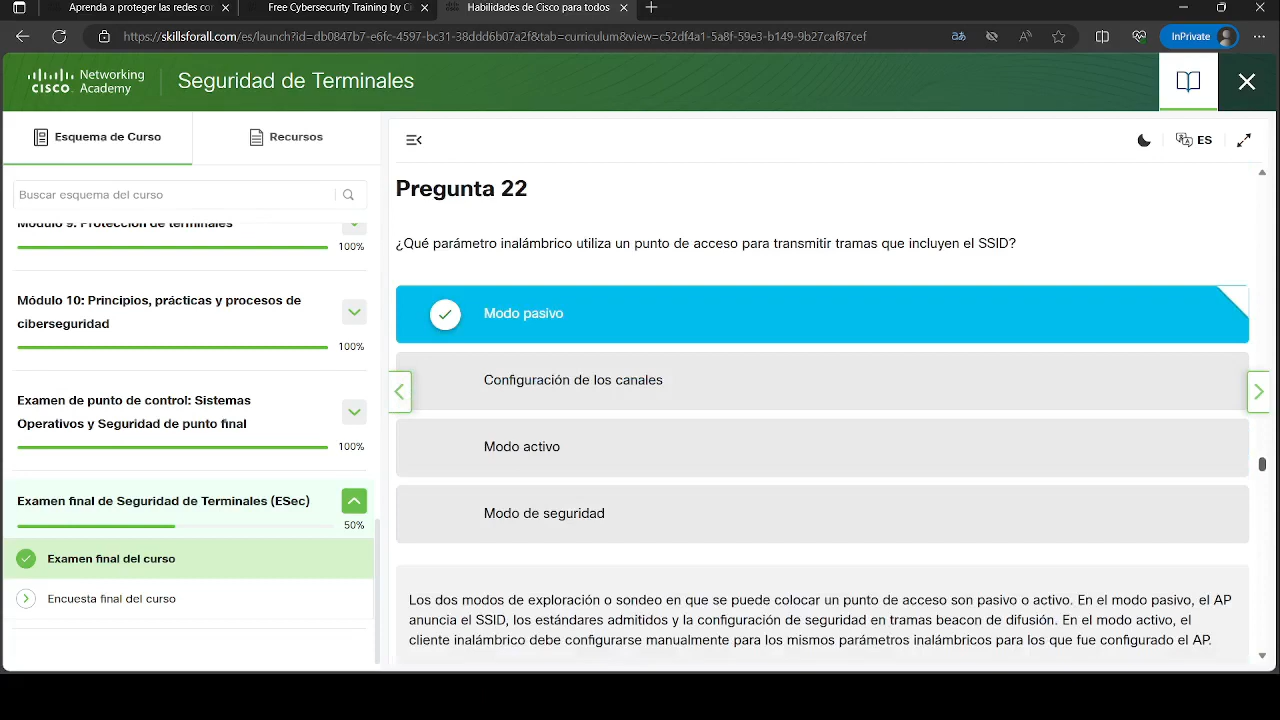 Aprenda a proteger las redes cor
Free Cybersecurity Training by Ci
Habilidades de Cisco para todos
https://skillsforall.com/es/launch?id=db0847b7-e6fc-4597-bc31-38ddd6b07a2f&tab=curriculum&view=c52df4a1-5a8f-59e3-b149-9b27caf87cef
InPrivate
Networking
CISCO Academy
Seguridad de Terminales
Esquema de Curso
Recursos
ES
Buscar esquema del curso
Módulo 9: Protección de terminales
100%
Módulo 10: Principios, prácticas y procesos de
ciberseguridad
100%
Examen de punto de control: Sistemas
Operativos y Seguridad de punto final
100%
Examen final de Seguridad de Terminales (ESec)
50%
Examen final del curso
Encuesta final del curso
Pregunta 22
¿Qué parámetro inalámbrico utiliza un punto de acceso para transmitir tramas que incluyen el SSID?
Modo pasivo
Configuración de los canales
Modo activo
Modo de seguridad
Los dos modos de exploración o sondeo en que se puede colocar un punto de acceso son pasivo o activo. En el modo pasivo, el AP
anuncia el SSID, los estándares admitidos y la configuración de seguridad en tramas beacon de difusión. En el modo activo, el
cliente inalámbrico debe configurarse manualmente para los mismos parámetros inalámbricos para los que fue configurado el AP.